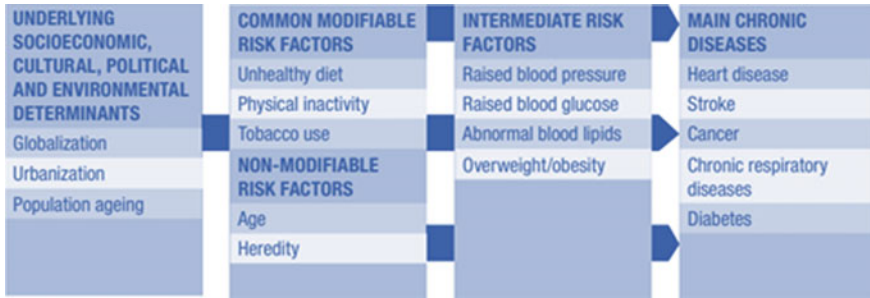 UNDERLYING
SOCIOECONOMIC,
CULTURAL, POLITICAL
AND ENVIRONMENTAL
DETERMINANTS
Globalization
Urbanization
Population ageing
COMMON MODIFIABLE
RISK FACTORS
Unhealthy diet
Physical inactivity
Tobacco use
NON-MODIFIABLE
RISK FACTORS
Age
Heredity
INTERMEDIATE RISK
FACTORS
Raised blood pressure
Raised blood glucose
Abnormal blood lipids
Overweight/obesity
MAIN CHRONIC
DISEASES
Heart disease
Stroke
Cancer
Chronic respiratory
diseases
Diabetes